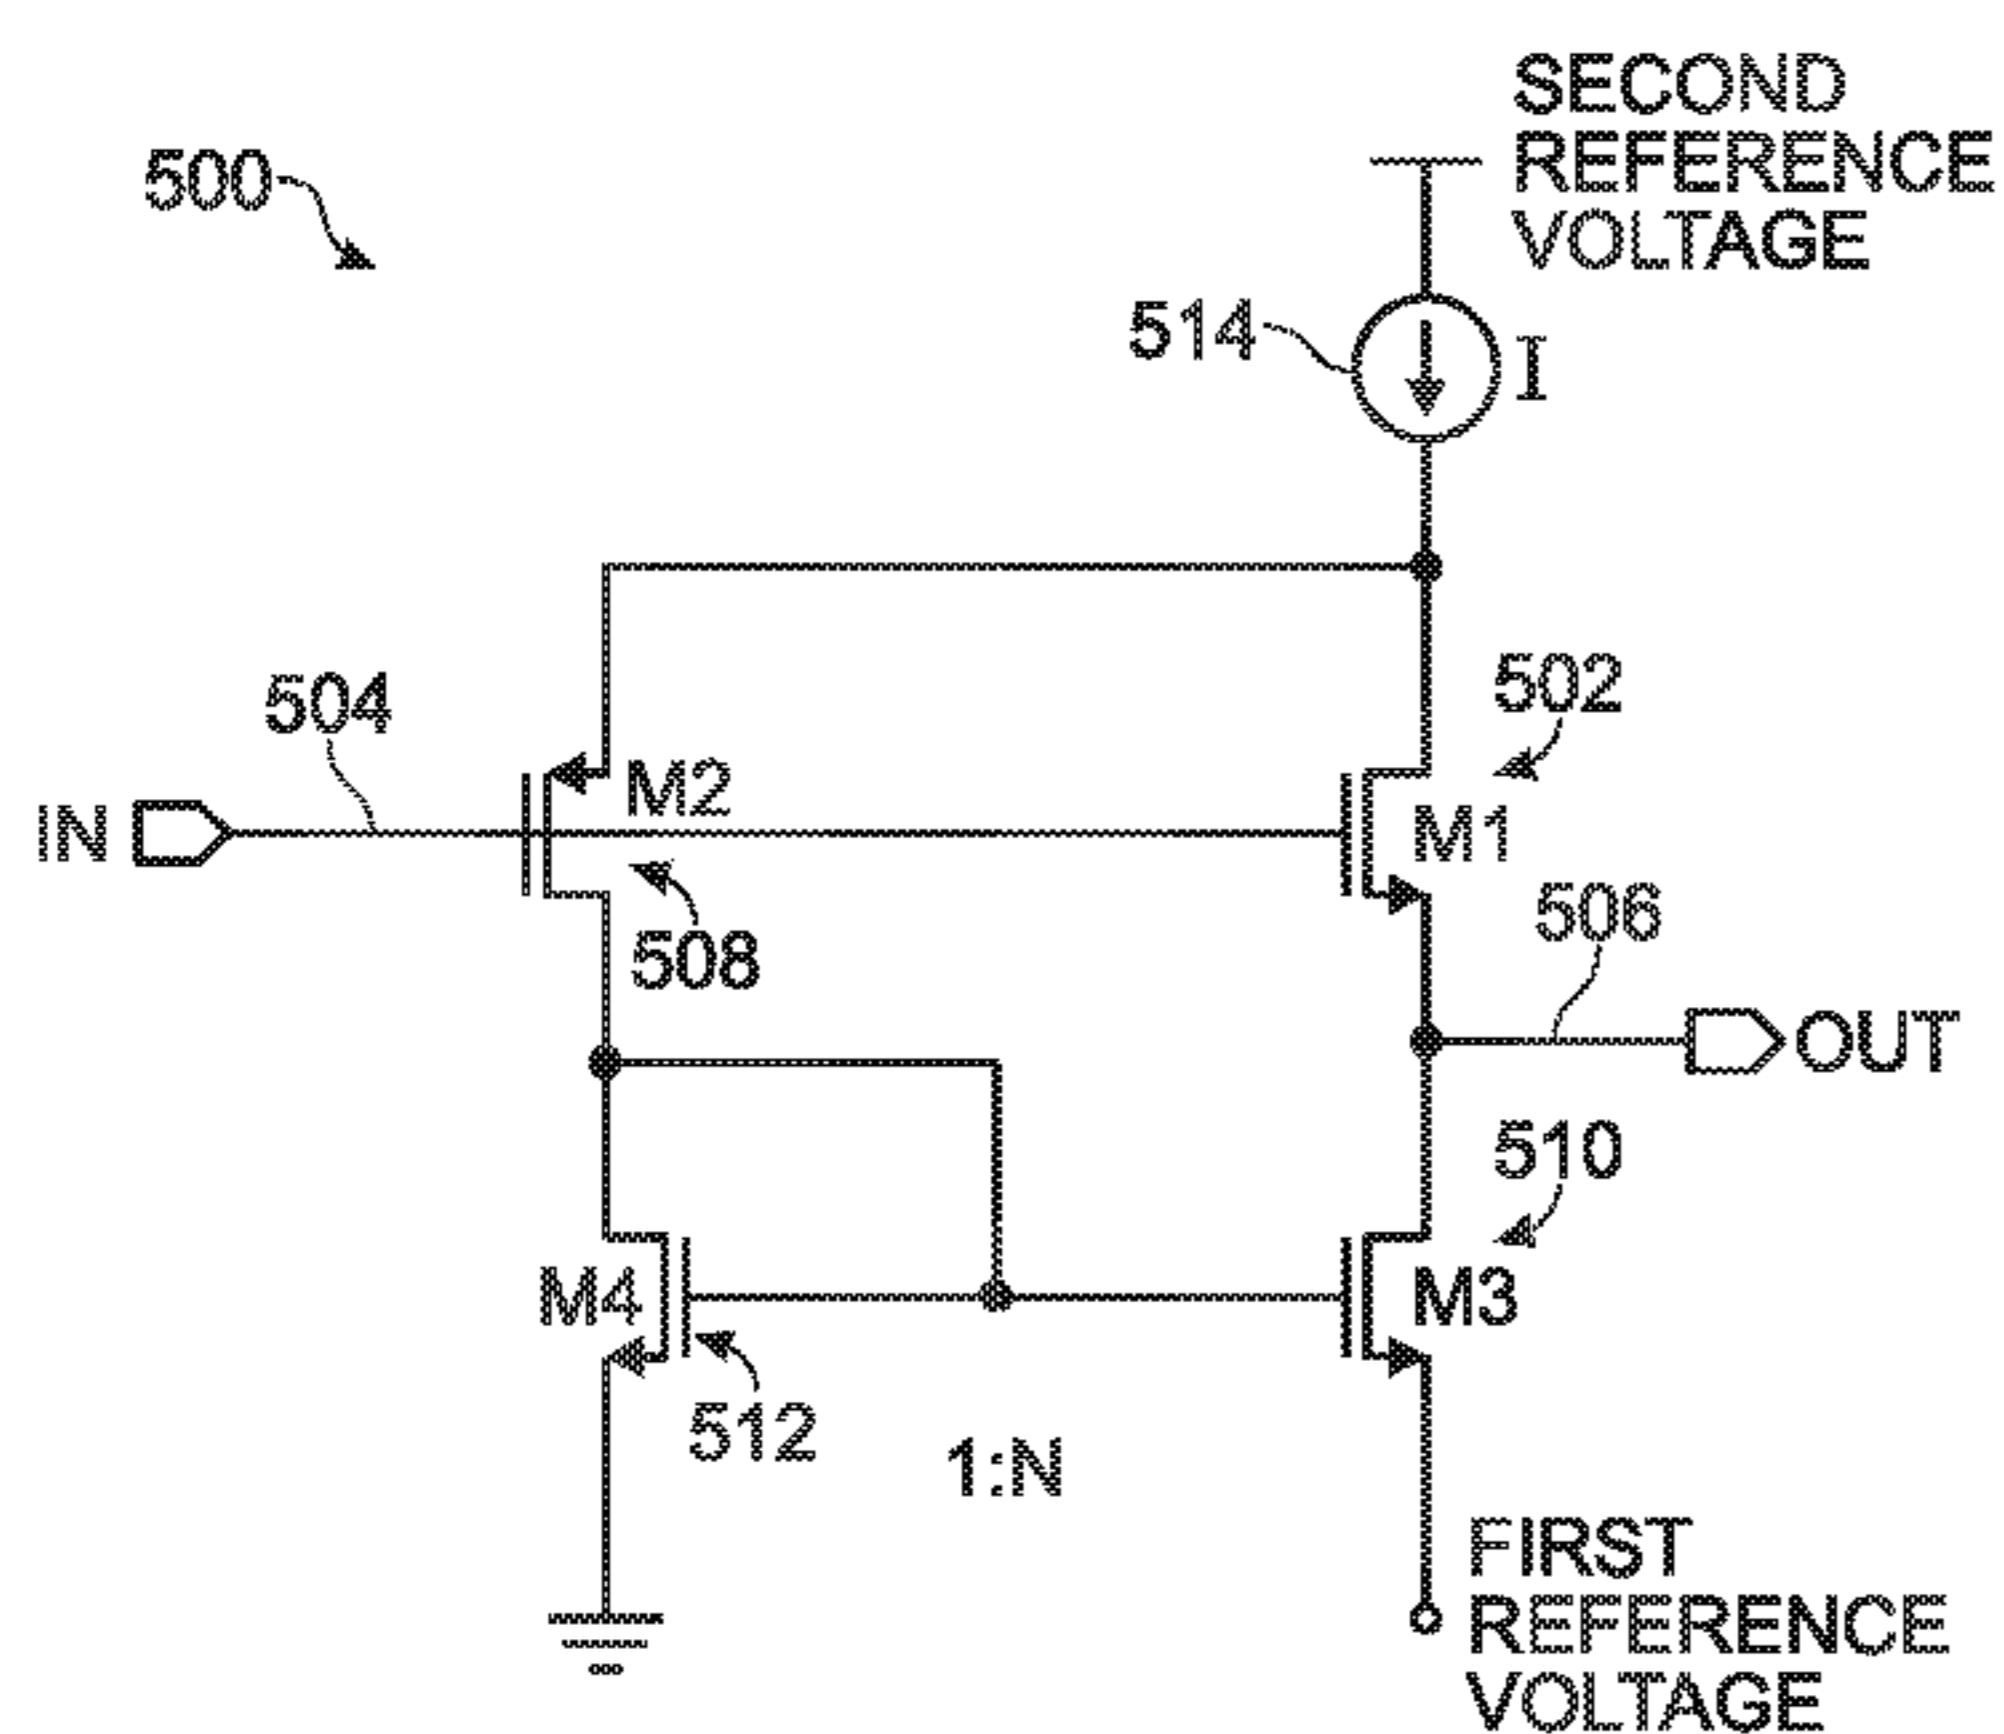 SECOND
REFERENCE
VOLTAGE
500
514
I
504
502
IN
M2
M1
506
508
OUT
510
M4
M3
512
1:N
FIRST
REFERENCE
VOLTAGE